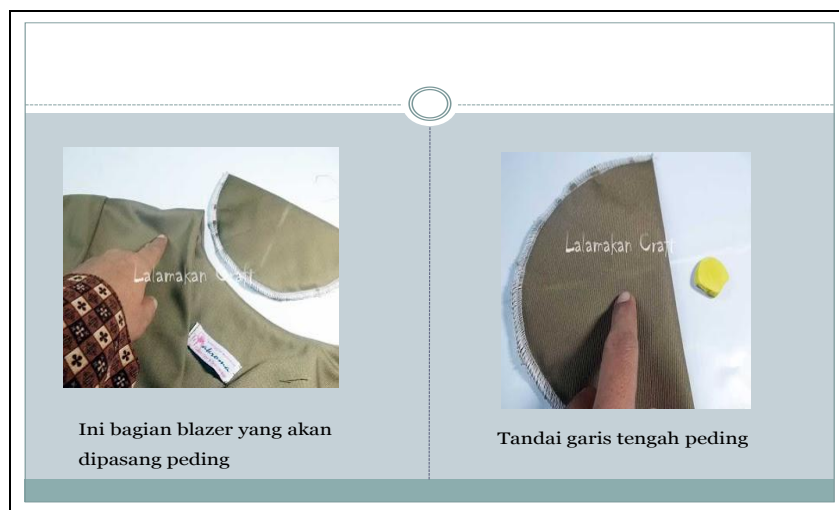 Lalamakan Craft
Ini bagian blazer yang akan
dipasang peding
Lalamakan Craft
Tandai garis tengah peding